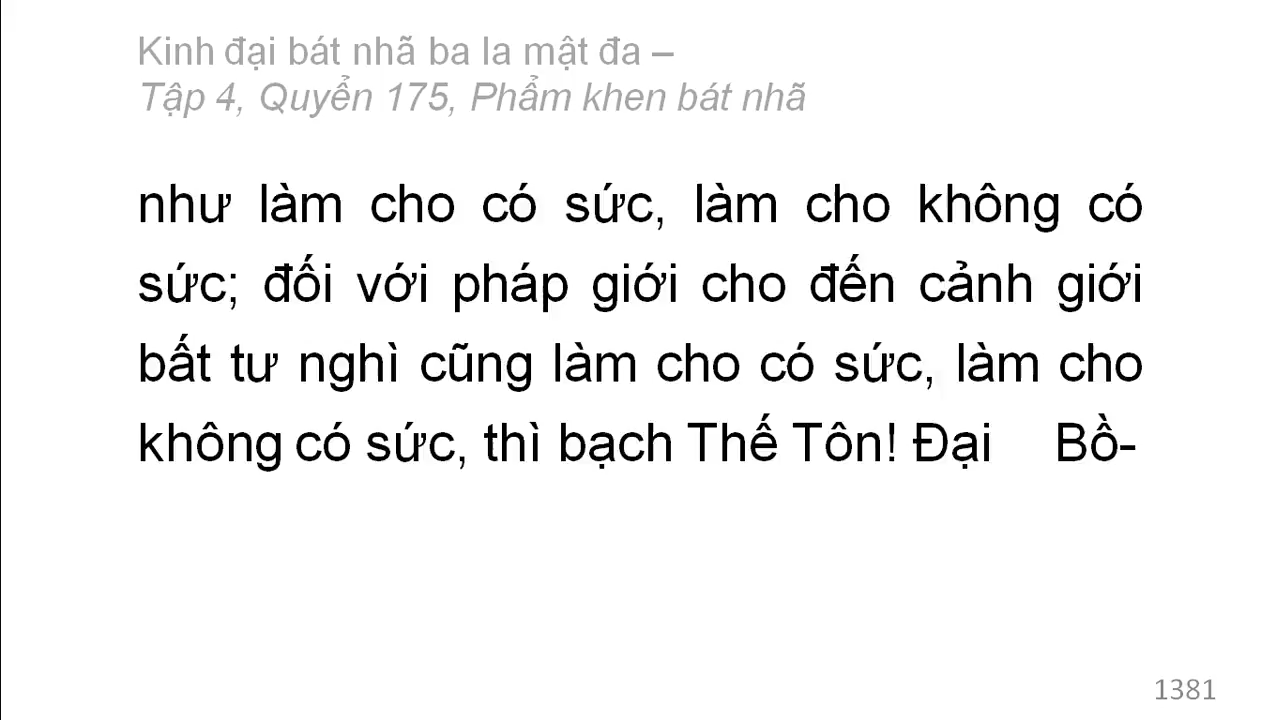 Kinh đại bát nhã ba la mật đa –
Tập 4, Quyển 175, Phẩm khen bát nhã
như làm cho có sức, làm cho không có
sức; đối với pháp giới cho đến cảnh giới
bất tư nghì cũng làm cho có sức, làm cho
không có sức, thì bạch Thế Tôn! Đại Bồ-
1381